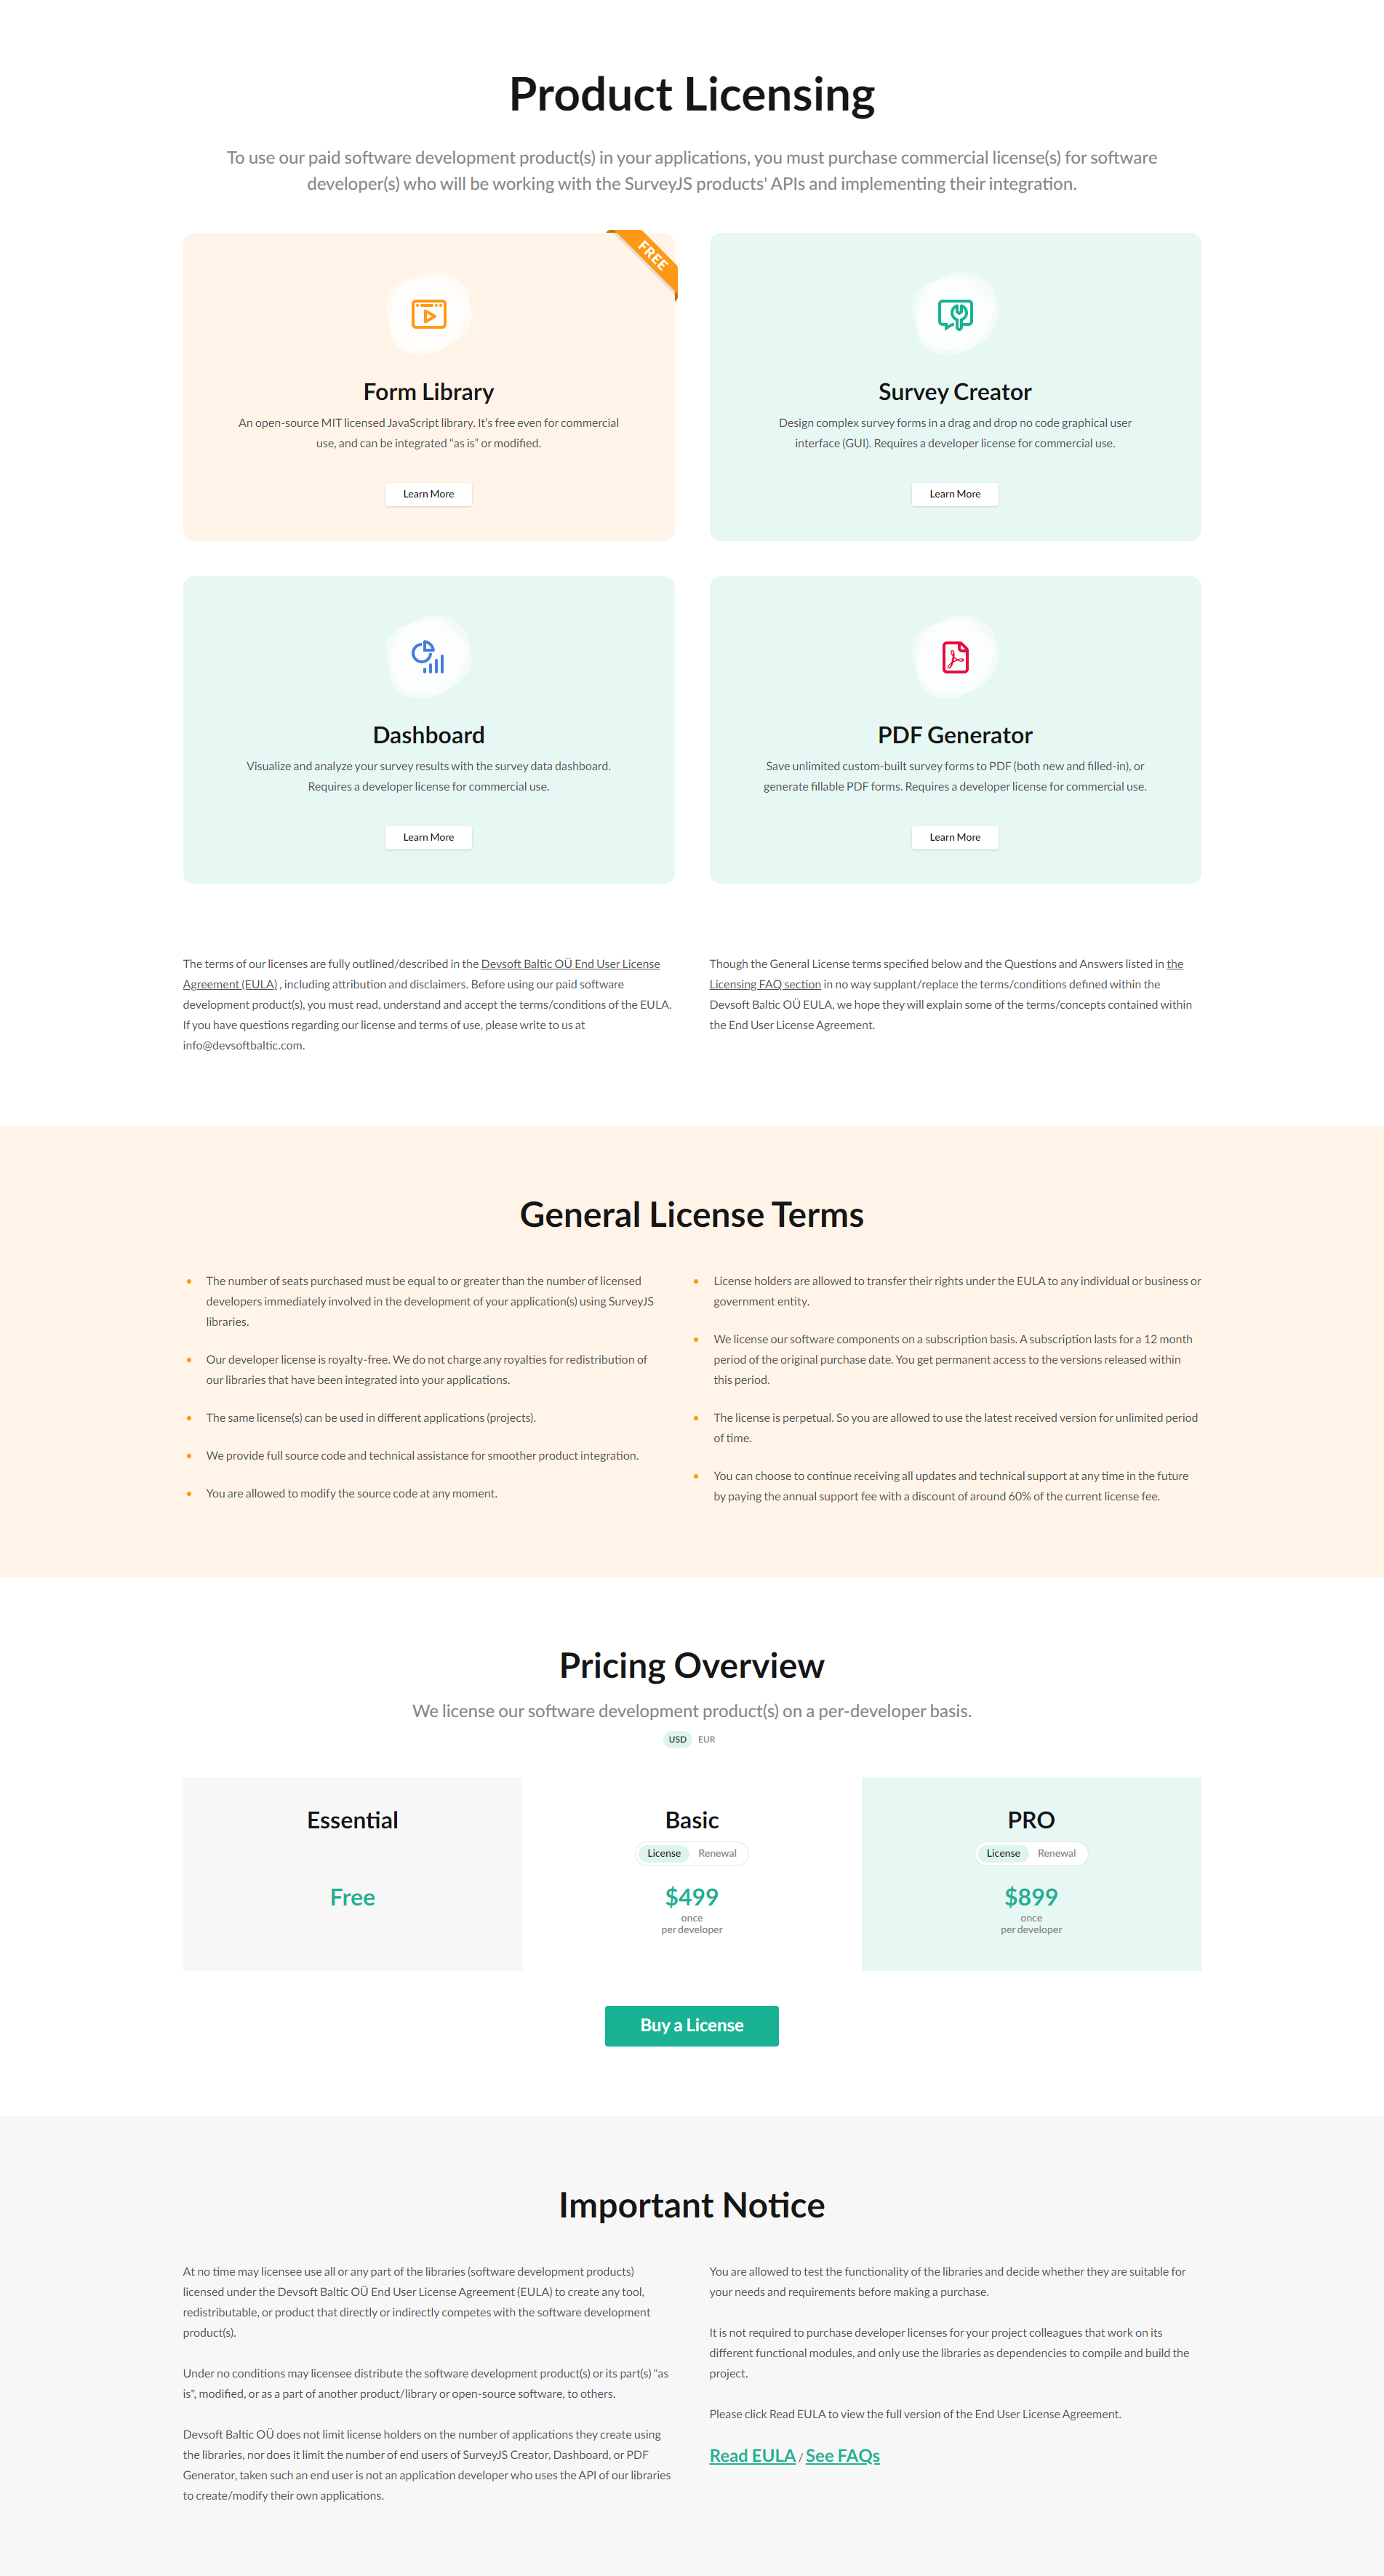 Product Licensing
To use our paid software development product(s) in your applications, you must purchase commercial license(s) for software
developer(s) who will be working with the SurveyJS products' APIs and implementing their integration.
FREE
Form Library
An open-source MIT licensed JavaScript library. It's free even for commercial
use, and can be integrated “as is” or modified.
Learn More
Survey Creator
Design complex survey forms in a drag and drop no code graphical user
interface (GUI). Requires a developer license for commercial use.
Learn More
Dashboard
Visualize and analyze your survey results with the survey data dashboard.
Requires a developer license for commercial use.
Learn More
PDF Generator
Save unlimited custom-built survey forms to PDF (both new and filled-in), or
generate fillable PDF forms. Requires a developer license for commercial use.
Learn More
The terms of our licenses are fully outlined/described in the Devsoft Baltic OÜ End User License
Agreement (EULA) , including attribution and disclaimers. Before using our paid software
development product(s), you must read, understand and accept the terms/conditions of the EULA.
If you have questions regarding our license and terms of use, please write to us at
info@devsoftbaltic.com.
Though the General License terms specified below and the Questions and Answers listed in the
Licensing FAQ section in no way supplant/replace the terms/conditions defined within the
Devsoft Baltic OÜ EULA, we hope they will explain some of the terms/concepts contained within
the End User License Agreement.
General License Terms
The number of seats purchased must be equal to or greater than the number of licensed
developers immediately involved in the development of your application(s) using SurveyJS
libraries.
Our developer license is royalty-free. We do not charge any royalties for redistribution of
our libraries that have been integrated into your applications.
The same license(s) can be used in different applications (projects).
We provide full source code and technical assistance for smoother product integration.
You are allowed to modify the source code at any moment.
License holders are allowed to transfer their rights under the EULA to any individual or business or
government entity.
We license our software components on a subscription basis. A subscription lasts for a 12 month
period of the original purchase date. You get permanent access to the versions released within
this period.
The license is perpetual. So you are allowed to use the latest received version for unlimited period
of time.
You can choose to continue receiving all updates and technical support at any time in the future
by paying the annual support fee with a discount of around 60% of the current license fee.
Pricing Overview
We license our software development product(s) on a per-developer basis.
USD EUR
Essential
Free
Basic
License Renewal
$499
once
per developer
PRO
License Renewal
$899
once
per developer
Buy a License
Important Notice
At no time may licensee use all or any part of the libraries (software development products)
licensed under the Devsoft Baltic OÜ End User License Agreement (EULA) to create any tool,
redistributable, or product that directly or indirectly competes with the software development
product(s).
Under no conditions may licensee distribute the software development product(s) or its part(s) "as
is", modified, or as a part of another product/library or open-source software, to others.
Devsoft Baltic OÜ does not limit license holders on the number of applications they create using
the libraries, nor does it limit the number of end users of SurveyJS Creator, Dashboard, or PDF
Generator, taken such an end user is not an application developer who uses the API of our libraries
to create/modify their own applications.
You are allowed to test the functionality of the libraries and decide whether they are suitable for
your needs and requirements before making a purchase.
It is not required to purchase developer licenses for your project colleagues that work on its
different functional modules, and only use the libraries as dependencies to compile and build the
project.
Please click Read EULA to view the full version of the End User License Agreement.
Read EULA / See FAQs